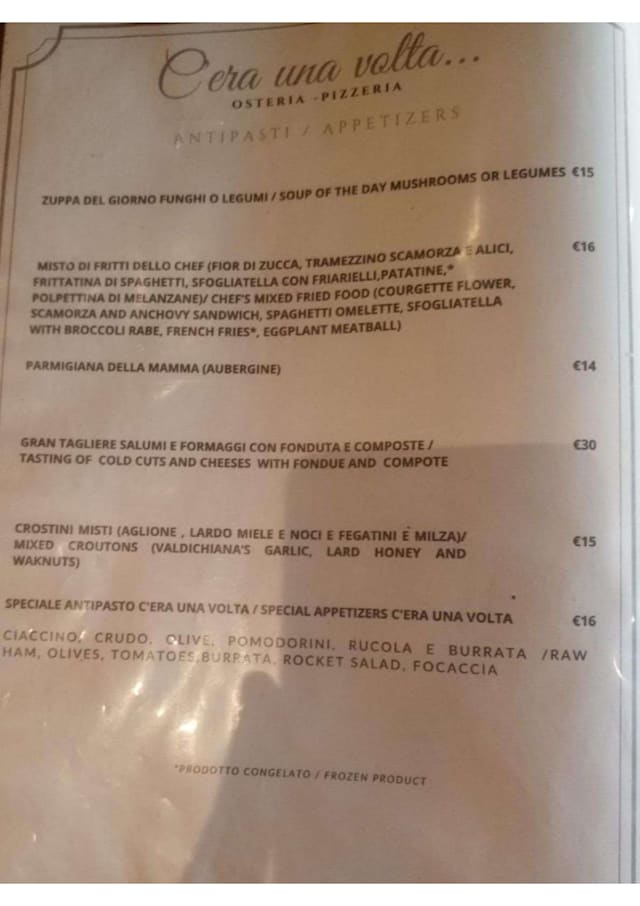 C'era una volta...
OSTERIA -PIZZERIA
ANTIPASTI / APPETIZERS
ZUPPA DEL GIORNO FUNGHI O LEGUMI / SOUP OF THE DAY MUSHROOMS OR LEGUMES €15
MISTO DI FRITTI DELLO CHEF (FIOR DI ZUCCA, TRAMEZZINO SCAMORZA E ALICI, €16
FRITTATINA DI SPAGHETTI, SFOGLIATELLA CON FRIARIELLI,PATATINE,*
POLPETTINA DI MELANZANE)/ CHEF'S MIXED FRIED FOOD (COURGETTE FLOWER,
SCAMORZA AND ANCHOVY SANDWICH, SPAGHETTI OMELETTE, SFOGLIATELLA
WITH BROCCOLI RABE, FRENCH FRIES*, EGGPLANT MEATBALL)
PARMIGIANA DELLA MAMMA (AUBERGINE) €14
GRAN TAGLIERE SALUMI E FORMAGGI CON FONDUTA E COMPOSTE / €30
TASTING OF COLD CUTS AND CHEESES WITH FONDUE AND COMPOTE
CROSTINI MISTI (AGLIONE , LARDO MIELE E NOCI E FEGATINI E MILZA)/ €15
MIXED CROUTONS (VALDICHIANA'S GARLIC, LARD HONEY AND
WAKNUTS)
SPECIALE ANTIPASTO C'ERA UNA VOLTA / SPECIAL APPETIZERS C'ERA UNA VOLTA €16
CIACCINO, CRUDO, OLIVE, POMODORINI, RUCOLA E BURRATA /RAW
HAM, OLIVES, TOMATOES,BURRATA, ROCKET SALAD, FOCACCIA
*PRODOTTO CONGELATO / FROZEN PRODUCT